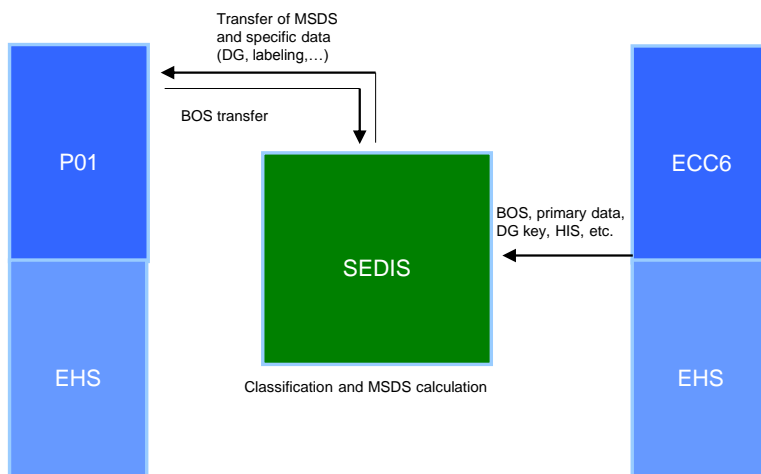 Transfer of MSDS
and specific data
(DG, labeling,…)
BOS transfer
P01
ECC6
BOS, primary data,
DG key, HIS, etc.
SEDIS
EHS
EHS
Classification and MSDS calculation